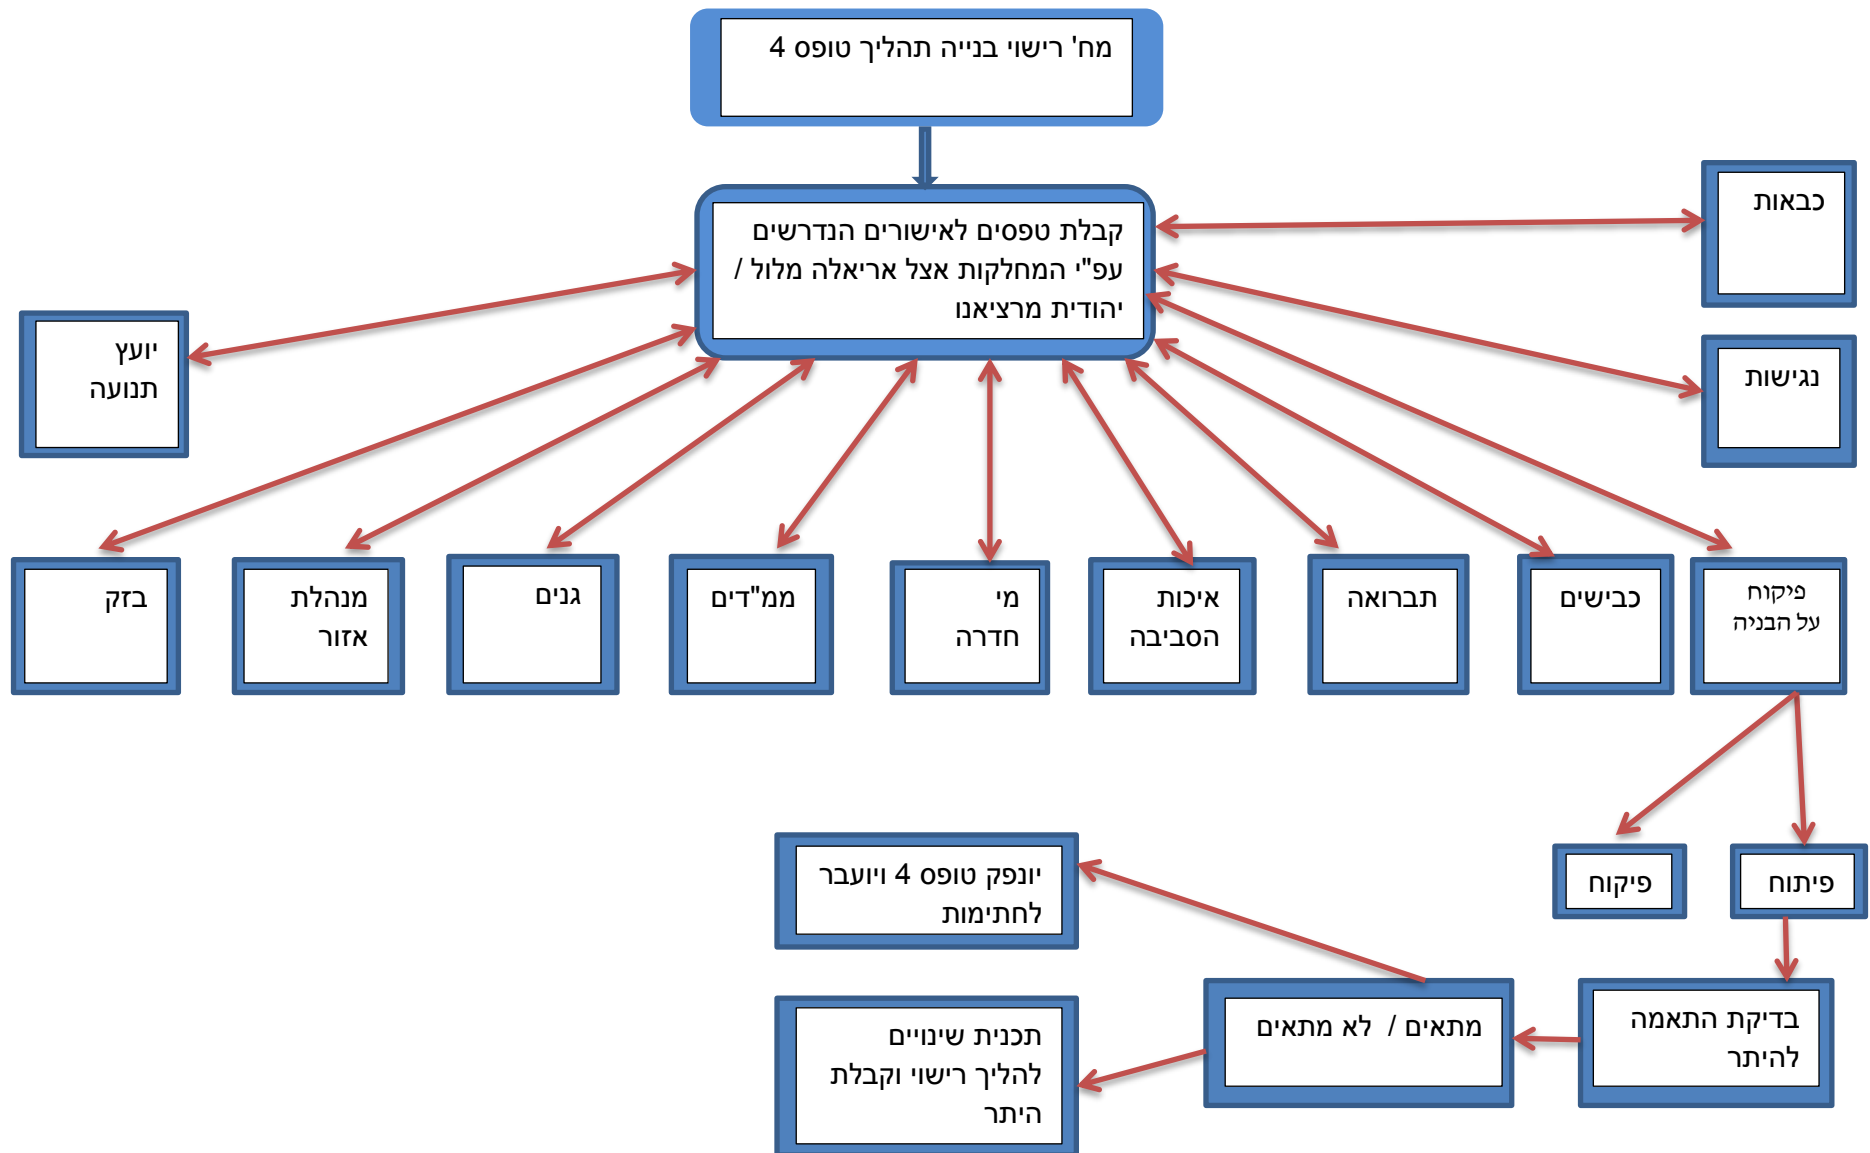 מח' רישוי בנייה תהליך טופס 4
קבלת טפסים לאישורים הנדרשים
עפ"י המחלקות אצל אריאלה מלול /
יהודית מרציאנו
כבאות
נגישות
יועץ
תנועה
פיקוח
על הבניה
כבישים
תברואה
איכות
הסביבה
מי
חדרה
ממ"דים
גנים
מנהלת
אזור
בזק
פיתוח
פיקוח
בדיקת התאמה
להיתר
מתאים / לא מתאים
יונפק טופס 4 ויועבר
לחתימות
תכנית שינויים
להליך רישוי וקבלת
היתר